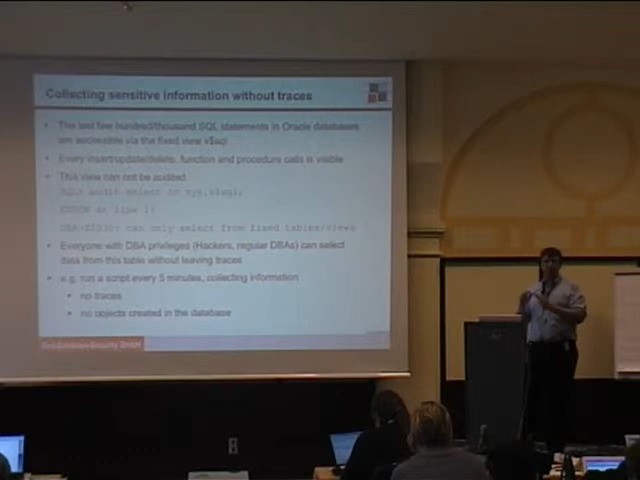 Collecting sensitive information without traces
• The last few hundred/thousand SQL statements in Oracle databases
are accessible via the fixed view v$sql
• Every insert/update/delete, function and procedure calls is visible
• This view can not be audited
SQL> audit select on sys.v$sql;
ERROR at line 1:
can only select from fixed tables/views
• Everyone with DBA privileges (Hackers, regular DBAs) can select
data from this table without leaving traces
• e.g. run a script every 5 minutes, collecting information
• no traces
• no objects created in the database
Red-Database-Security GmbH